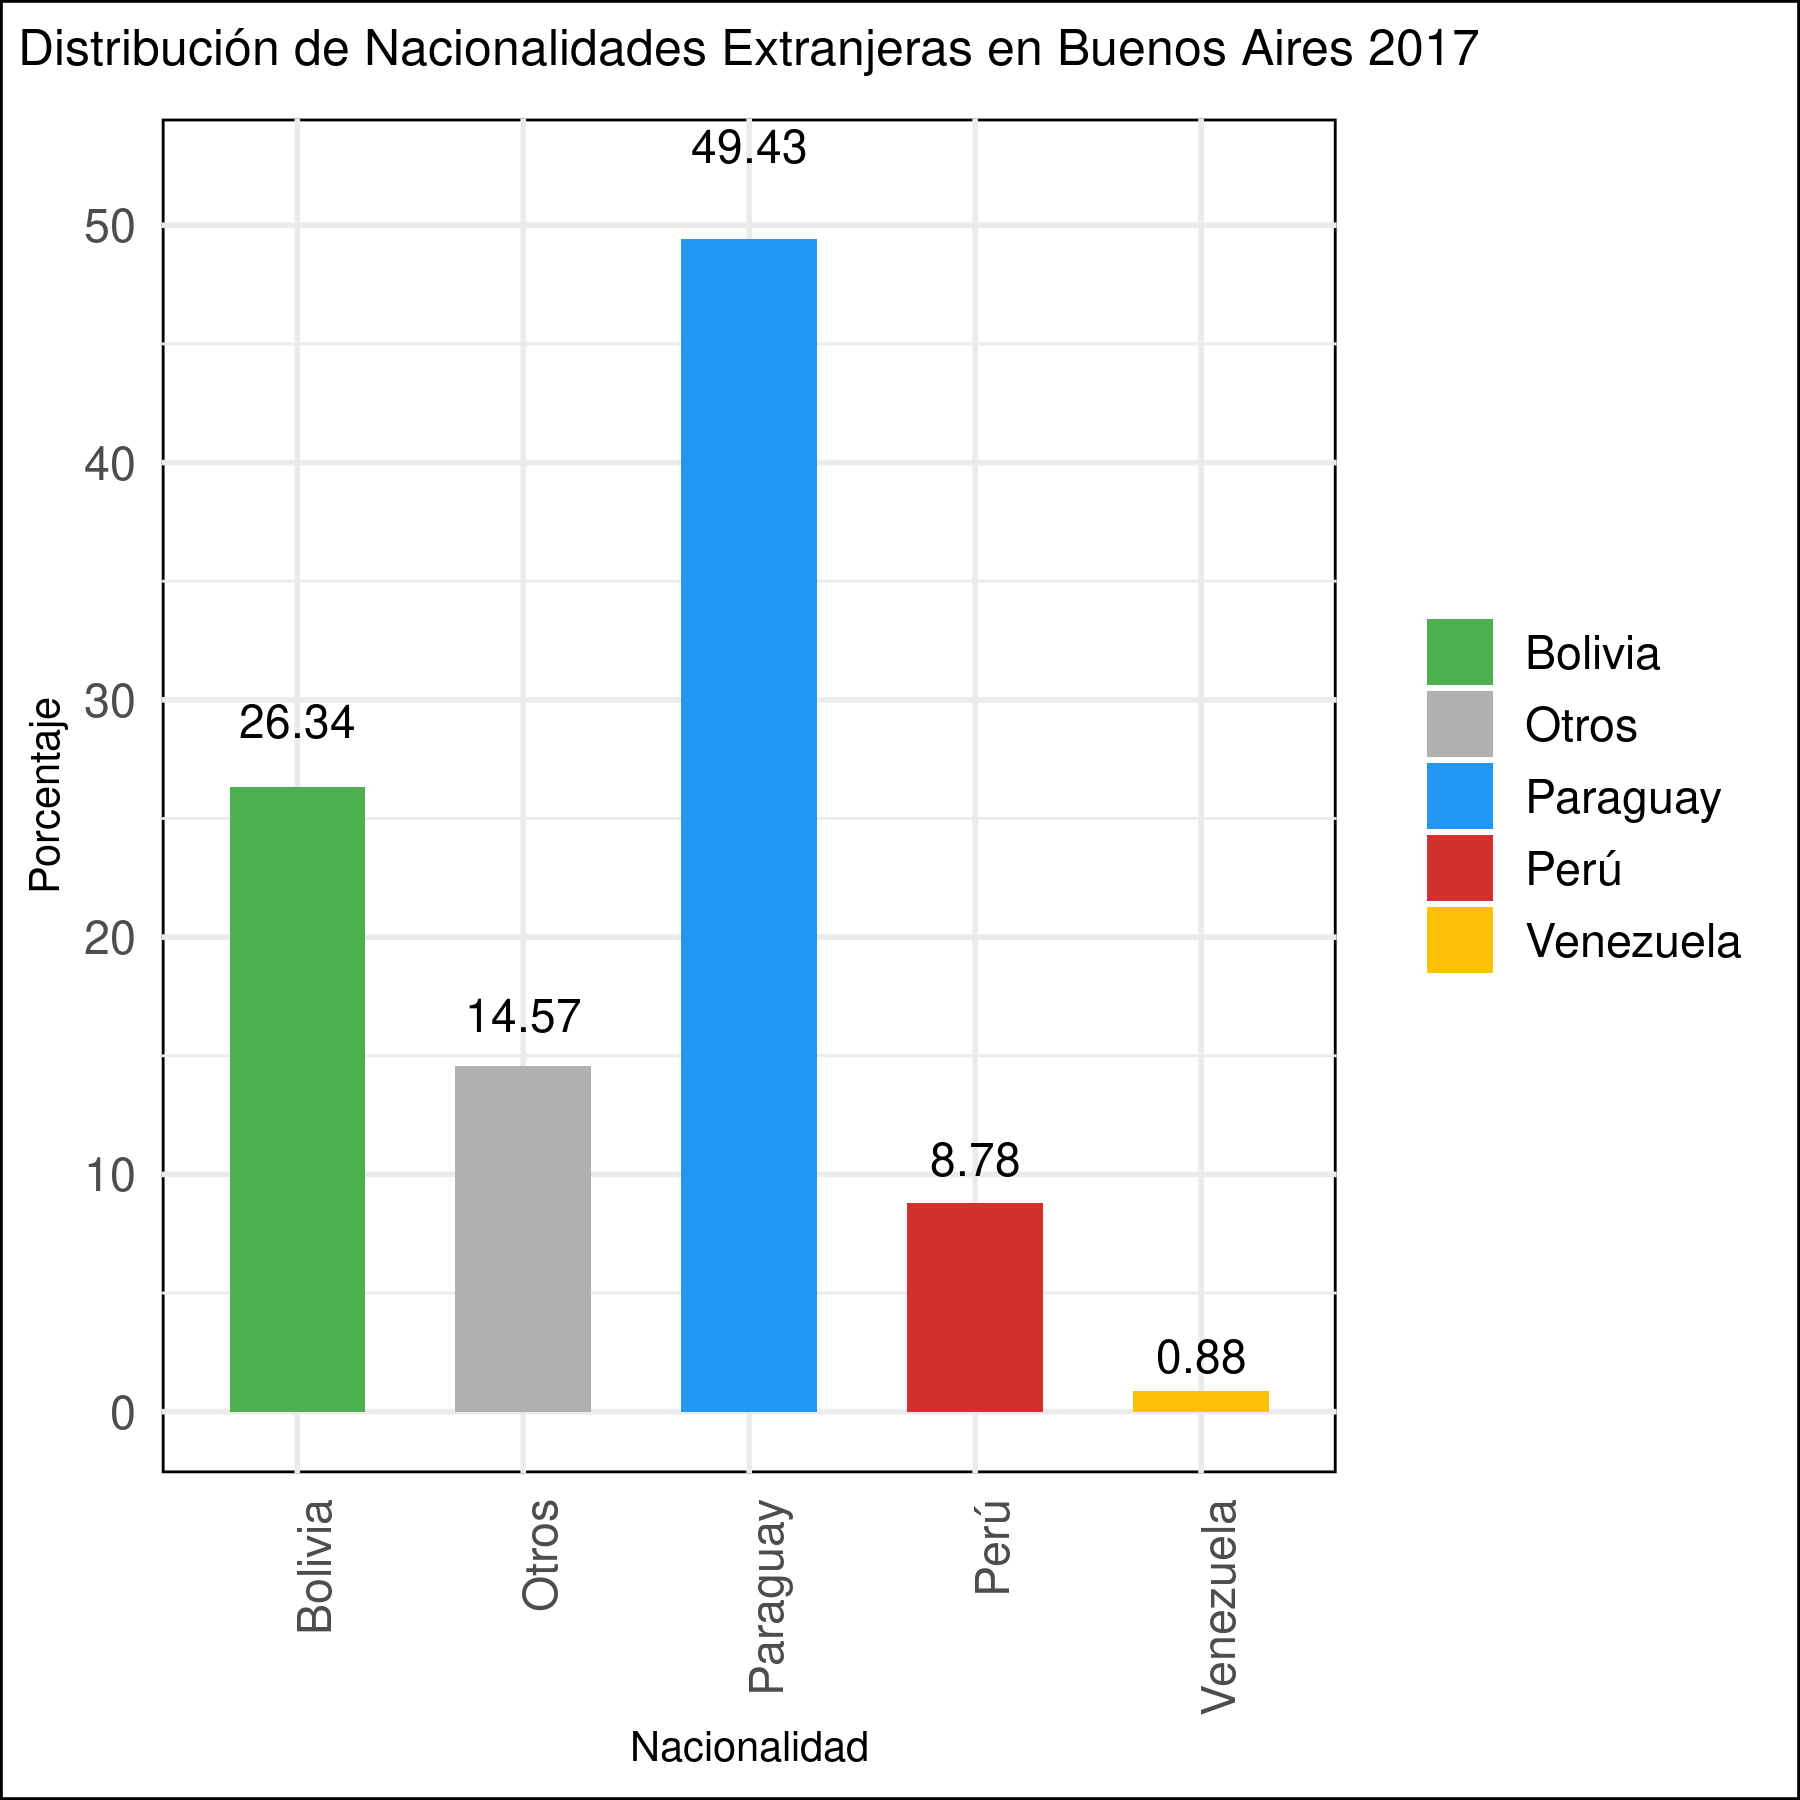 Distribución de Nacionalidades Extranjeras en Buenos Aires 2017
Porcentaje
50
40
30
20
10
0
26.34
14.57
49.43
8.78
0.88
Bolivia
Otros
Paraguay
Perú
Venezuela
Nacionalidad
Bolivia
Otros
Paraguay
Perú
Venezuela